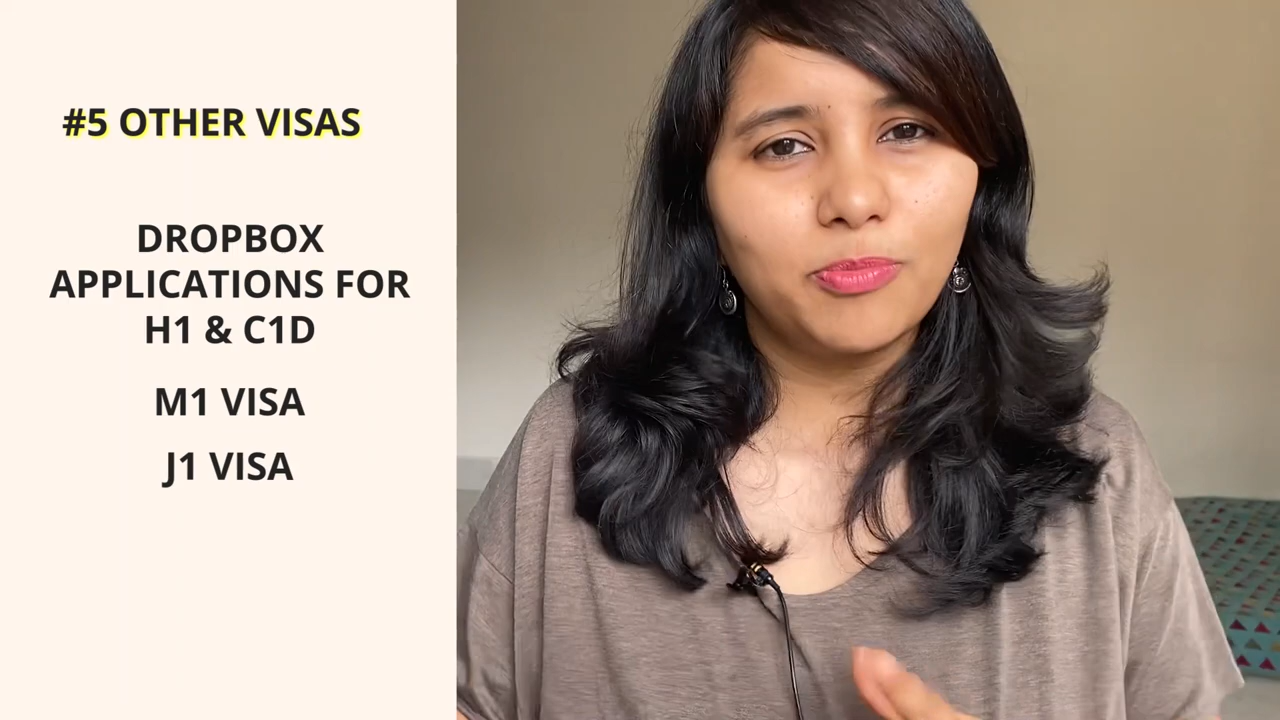 #5 OTHER VISAS
DROPBOX
APPLICATIONS FOR
H1 & C1D
M1 VISA
J1 VISA